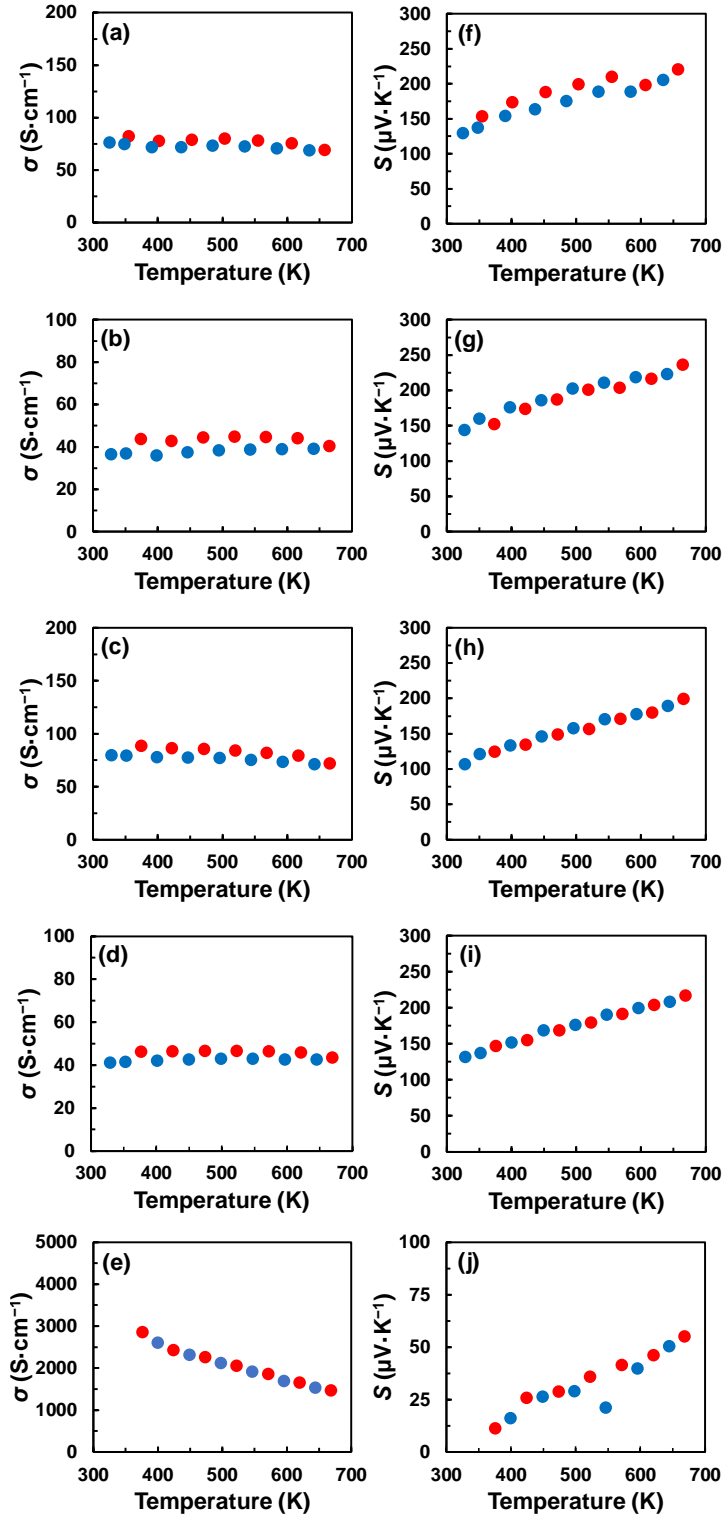 (a)
σ (S·cm⁻¹)
200
150
100
50
0
300 400 500 600 700
Temperature (K)
(f)
S (μV·K⁻¹)
300
250
200
150
100
50
0
300 400 500 600 700
Temperature (K)
(b)
σ (S·cm⁻¹)
100
80
60
40
20
0
300 400 500 600 700
Temperature (K)
(g)
S (μV·K⁻¹)
300
250
200
150
100
50
0
300 400 500 600 700
Temperature (K)
(c)
σ (S·cm⁻¹)
200
150
100
50
0
300 400 500 600 700
Temperature (K)
(h)
S (μV·K⁻¹)
300
250
200
150
100
50
0
300 400 500 600 700
Temperature (K)
(d)
σ (S·cm⁻¹)
100
80
60
40
20
0
300 400 500 600 700
Temperature (K)
(i)
S (μV·K⁻¹)
300
250
200
150
100
50
0
300 400 500 600 700
Temperature (K)
(e)
σ (S·cm⁻¹)
5000
4000
3000
2000
1000
0
300 400 500 600 700
Temperature (K)
(j)
S (μV·K⁻¹)
100
75
50
25
0
300 400 500 600 700
Temperature (K)